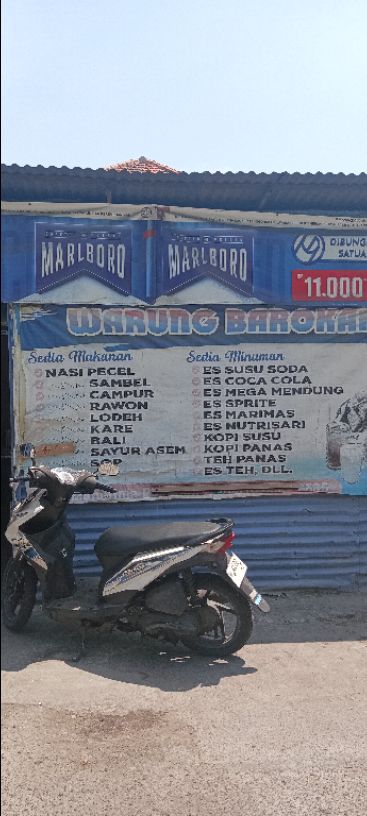 MARLBORO MARLBORO
DIBUNG
SATUA
11.000
WARUNG BAROKA
Sedia Makanan
NASI PECEL
SAMBEL
CAMPUR
RAWON
LODEH
KARE
BALI
SAYUR ASEM
SOP
Sedia Minuman
ES SUSU SODA
ES COCA COLA
ES MEGA MENDUNG
ES SPRITE
ES MARIMAS
ES NUTRISARI
KOPI SUSU
KOPI PANAS
TEH PANAS
ES TEH, DLL.